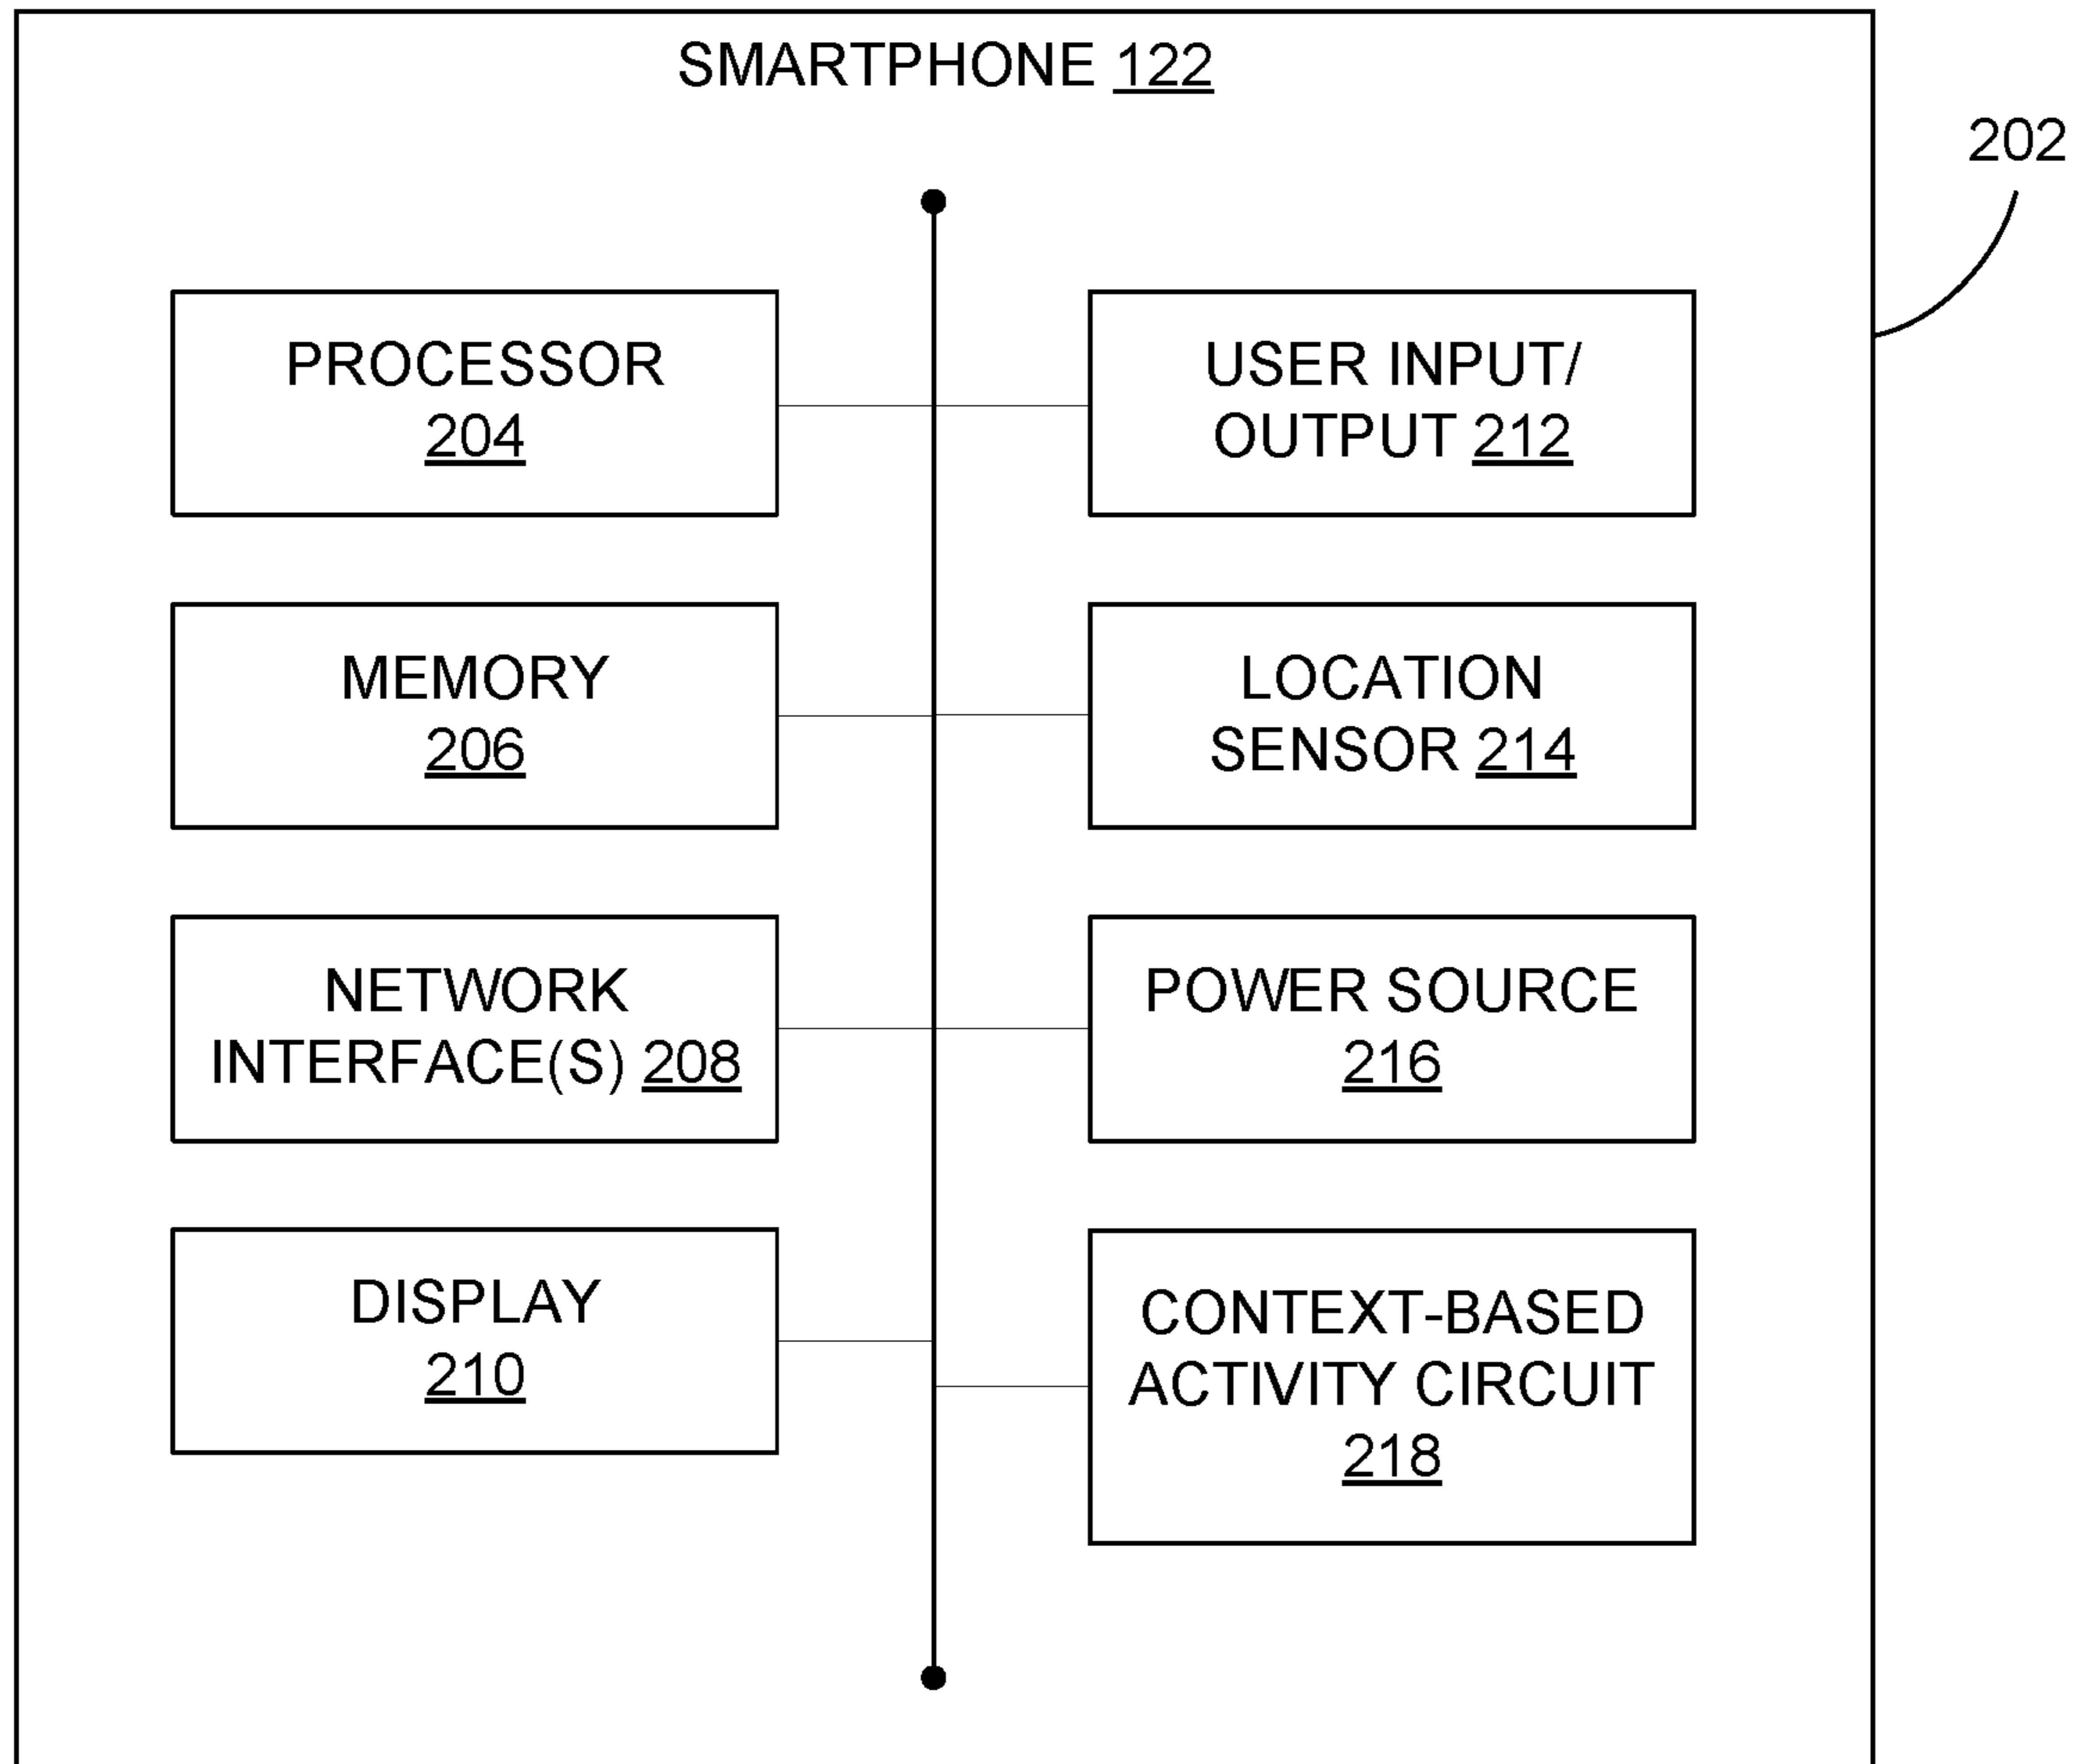 SMARTPHONE 122
202
PROCESSOR
204
USER INPUT/
OUTPUT 212
MEMORY
206
LOCATION
SENSOR 214
NETWORK
INTERFACE(S) 208
POWER SOURCE
216
DISPLAY
210
CONTEXT-BASED
ACTIVITY CIRCUIT
218